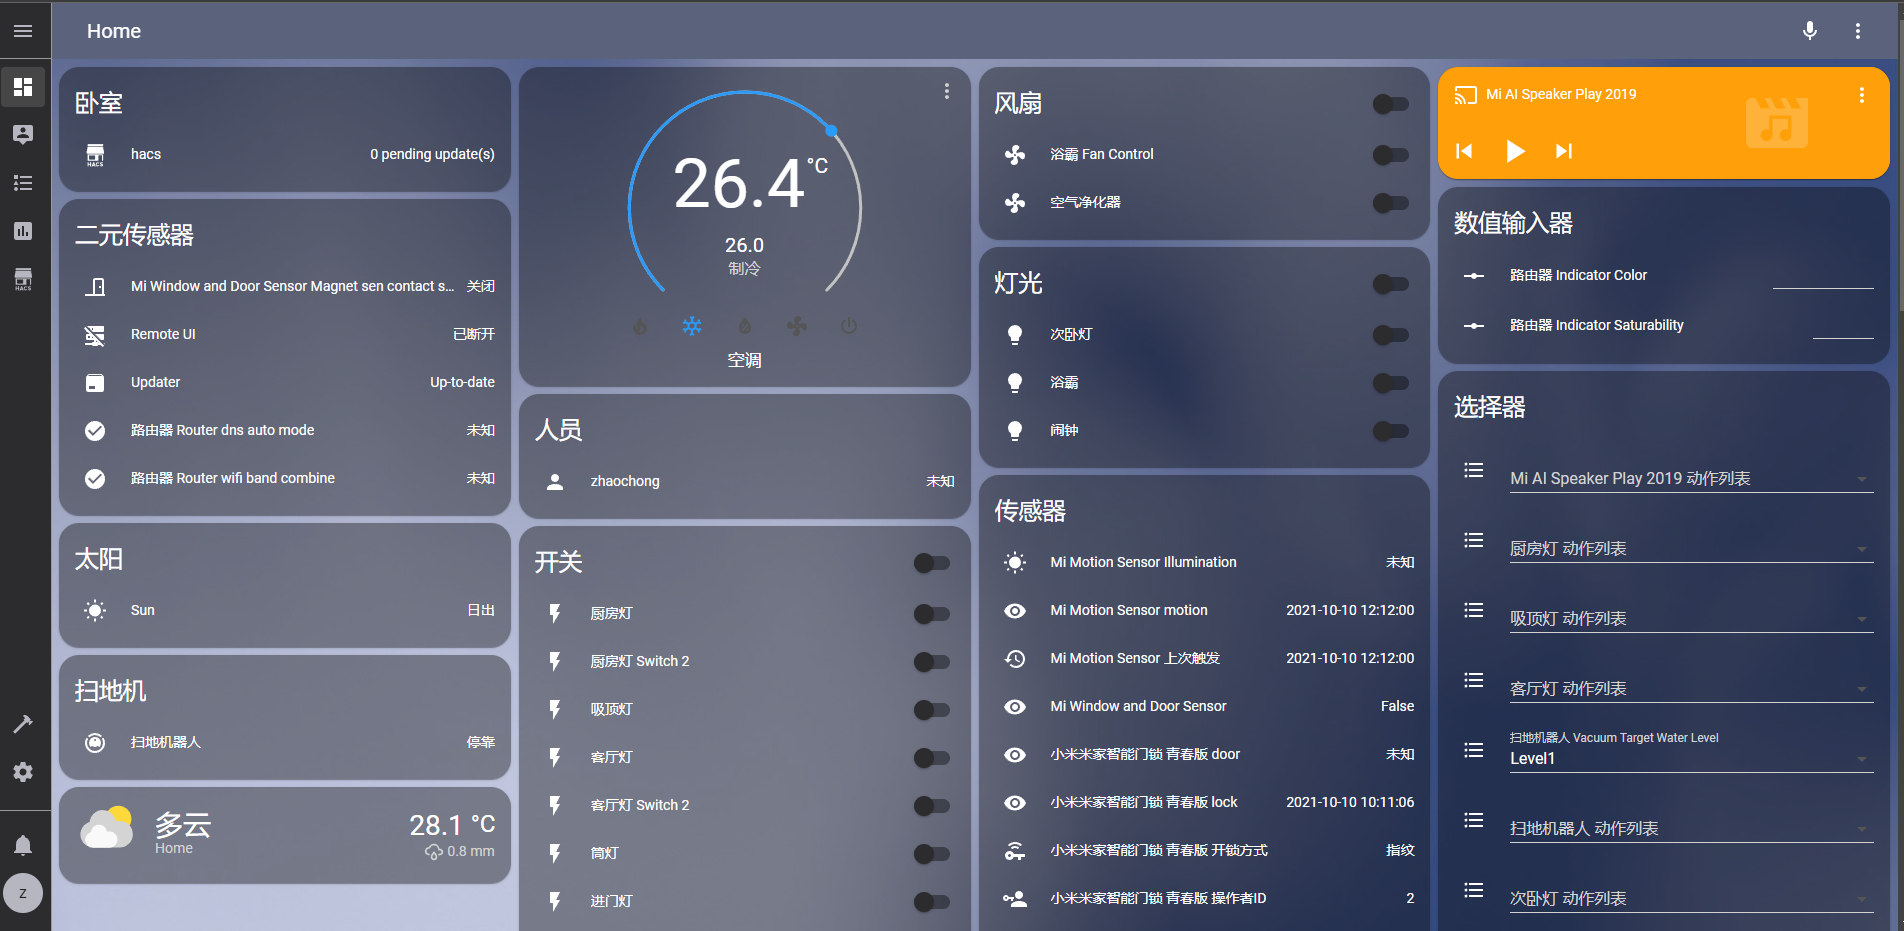 Home
卧室
HACS
hacs
0 pending update(s)
二元传感器
Mi Window and Door Sensor Magnet sen contact s...
关闭
Remote UI
已断开
Updater
Up-to-date
路由器 Router dns auto mode
未知
路由器 Router wifi band combine
未知
太阳
Sun
日出
扫地机
扫地机器人
停靠
多云
Home
28.1 °C
0.8 mm
26.4 °C
26.0
制冷
空调
人员
zhaochong
未知
开关
厨房灯
厨房灯 Switch 2
吸顶灯
客厅灯
客厅灯 Switch 2
筒灯
进门灯
风扇
浴霸 Fan Control
空气净化器
灯光
次卧灯
浴霸
闹钟
传感器
Mi Motion Sensor Illumination
未知
Mi Motion Sensor motion
2021-10-10 12:12:00
Mi Motion Sensor 上次触发
2021-10-10 12:12:00
Mi Window and Door Sensor
False
小米米家智能门锁 青春版 door
未知
小米米家智能门锁 青春版 lock
2021-10-10 10:11:06
小米米家智能门锁 青春版 开锁方式
指纹
小米米家智能门锁 青春版 操作者ID
2
Mi AI Speaker Play 2019
数值输入器
路由器 Indicator Color
路由器 Indicator Saturability
选择器
Mi AI Speaker Play 2019 动作列表
厨房灯 动作列表
吸顶灯 动作列表
客厅灯 动作列表
扫地机器人 Vacuum Target Water Level
Level1
扫地机器人 动作列表
次卧灯 动作列表
HACS
z